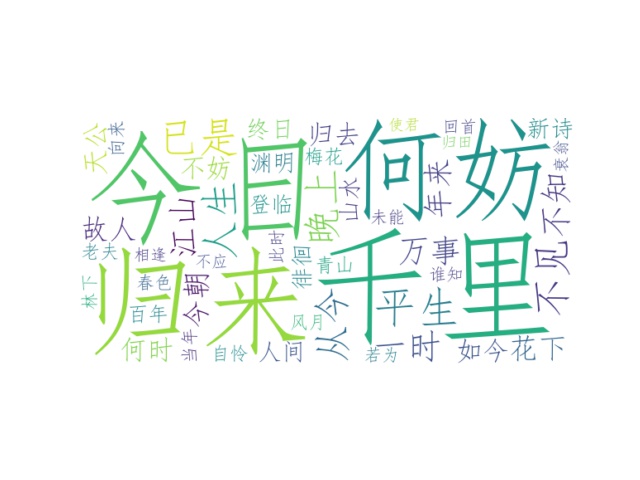 天公
问来
已是
终日
归去
使君
回首
新诗
今日
何妨
不妨
渊明
梅花
归田
衰翁
人生
登临
晚上
山水
年来
不知
故人
江山
此时
未能
老夫
相逢
不应
徘徊
青山
万事
谁知
不见
归来
千里
林下
春色
今朝
百年
风月
从今
平生
何时
当年
自怜
人间
若为
一时
如今
花下